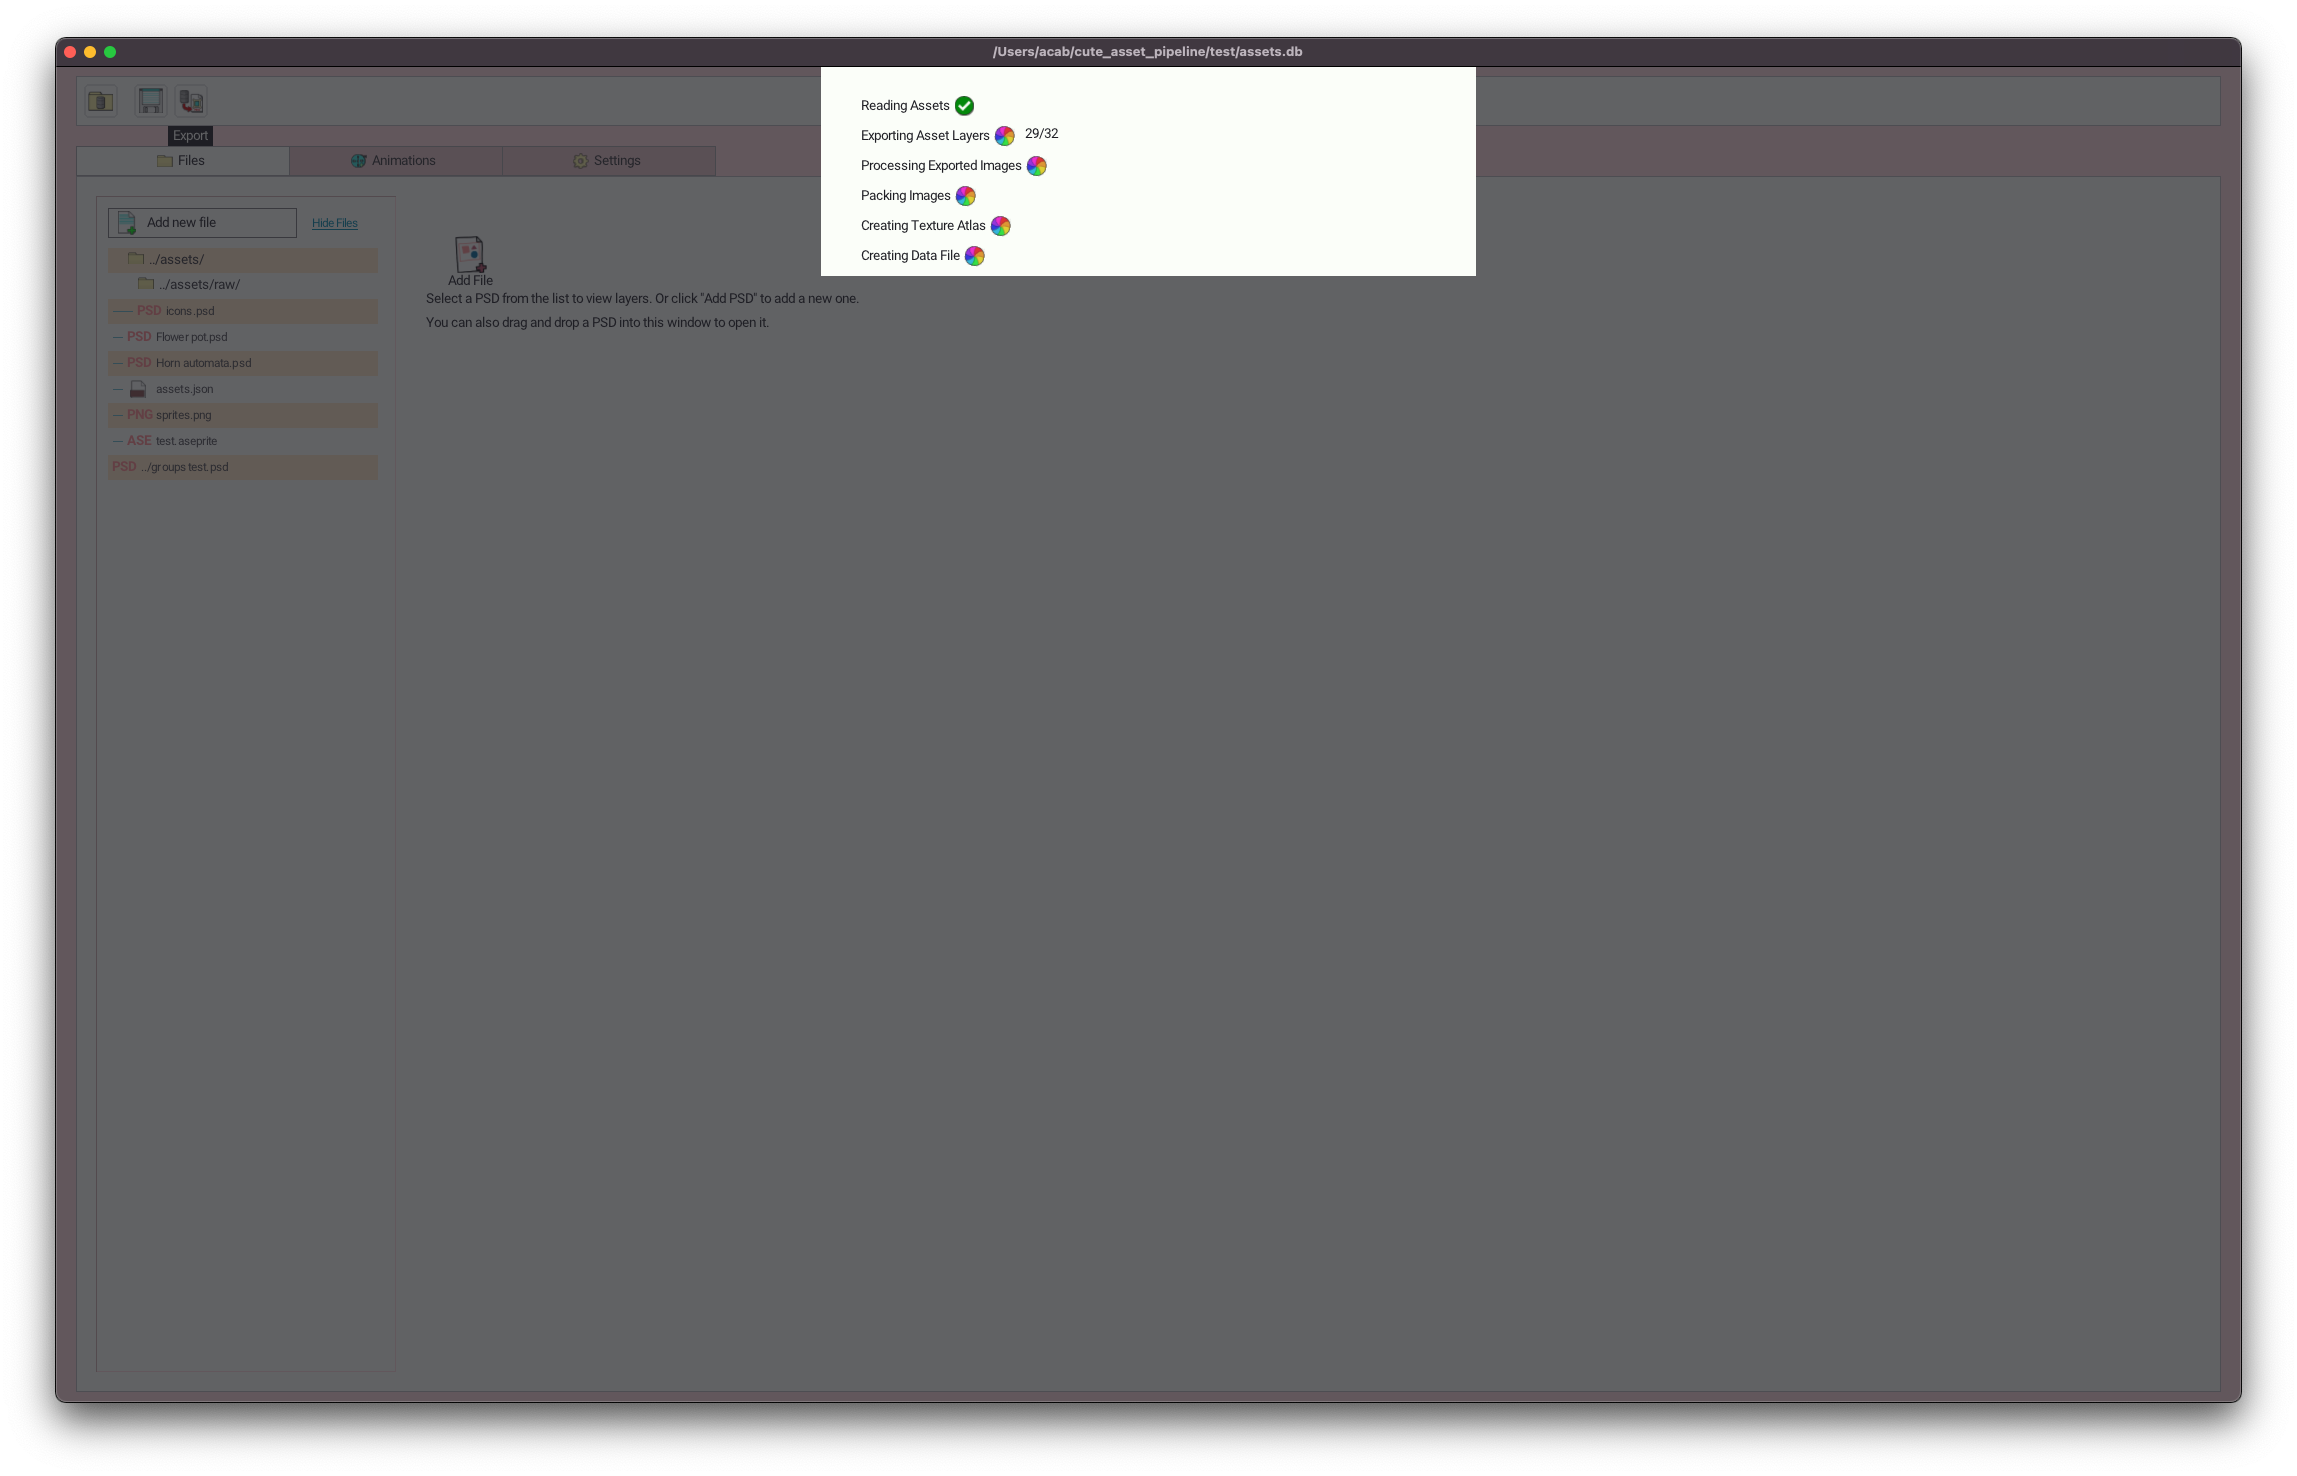 /Users/acab/cute_asset_pipeline/test/assets.db
Export
Files
Animations
Settings
Reading Assets
Exporting Asset Layers 29/32
Processing Exported Images
Packing Images
Creating Texture Atlas
Creating Data File
Add new file
Hide Files
../assets/
../assets/raw/
PSD icons.psd
PSD Flower pot.psd
PSD Horn automata.psd
assets.json
PNG sprites.png
ASE test.aseprite
PSD ../groups test.psd
Add File
Select a PSD from the list to view layers. Or click "Add PSD" to add a new one.
You can also drag and drop a PSD into this window to open it.